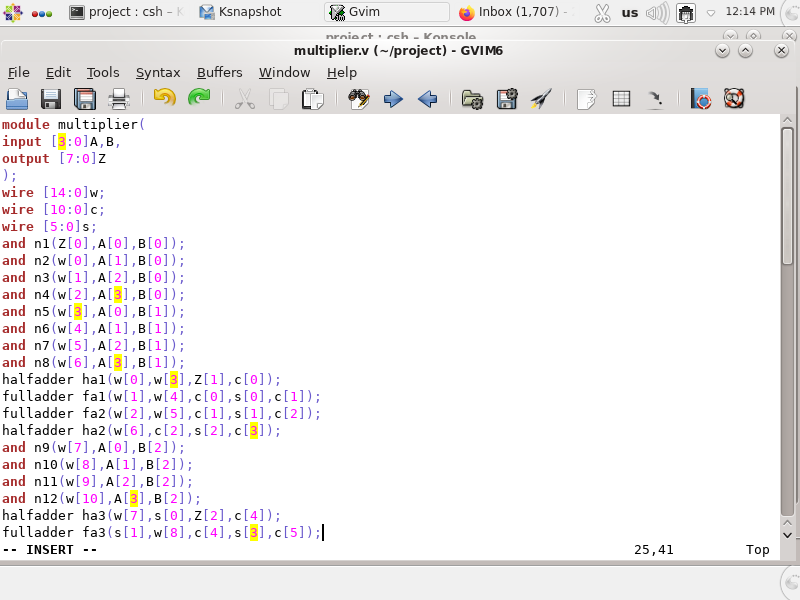 project : csh – K
Ksnapshot
Gvim
Inbox (1,707) -
us
12:14 PM
project : csh – Konsole
multiplier.v (~/project) - GVIM6
File Edit Tools Syntax Buffers Window Help
module multiplier(
input [3:0]A,B,
output [7:0]Z
);
wire [14:0]w;
wire [10:0]c;
wire [5:0]s;
and n1(Z[0],A[0],B[0]);
and n2(w[0],A[1],B[0]);
and n3(w[1],A[2],B[0]);
and n4(w[2],A[3],B[0]);
and n5(w[3],A[0],B[1]);
and n6(w[4],A[1],B[1]);
and n7(w[5],A[2],B[1]);
and n8(w[6],A[3],B[1]);
halfadder ha1(w[0],w[3],Z[1],c[0]);
fulladder fa1(w[1],w[4],c[0],s[0],c[1]);
fulladder fa2(w[2],w[5],c[1],s[1],c[2]);
halfadder ha2(w[6],c[2],s[2],c[3]);
and n9(w[7],A[0],B[2]);
and n10(w[8],A[1],B[2]);
and n11(w[9],A[2],B[2]);
and n12(w[10],A[3],B[2]);
halfadder ha3(w[7],s[0],Z[2],c[4]);
fulladder fa3(s[1],w[8],c[4],s[3],c[5]);
-- INSERT -- 25,41 Top